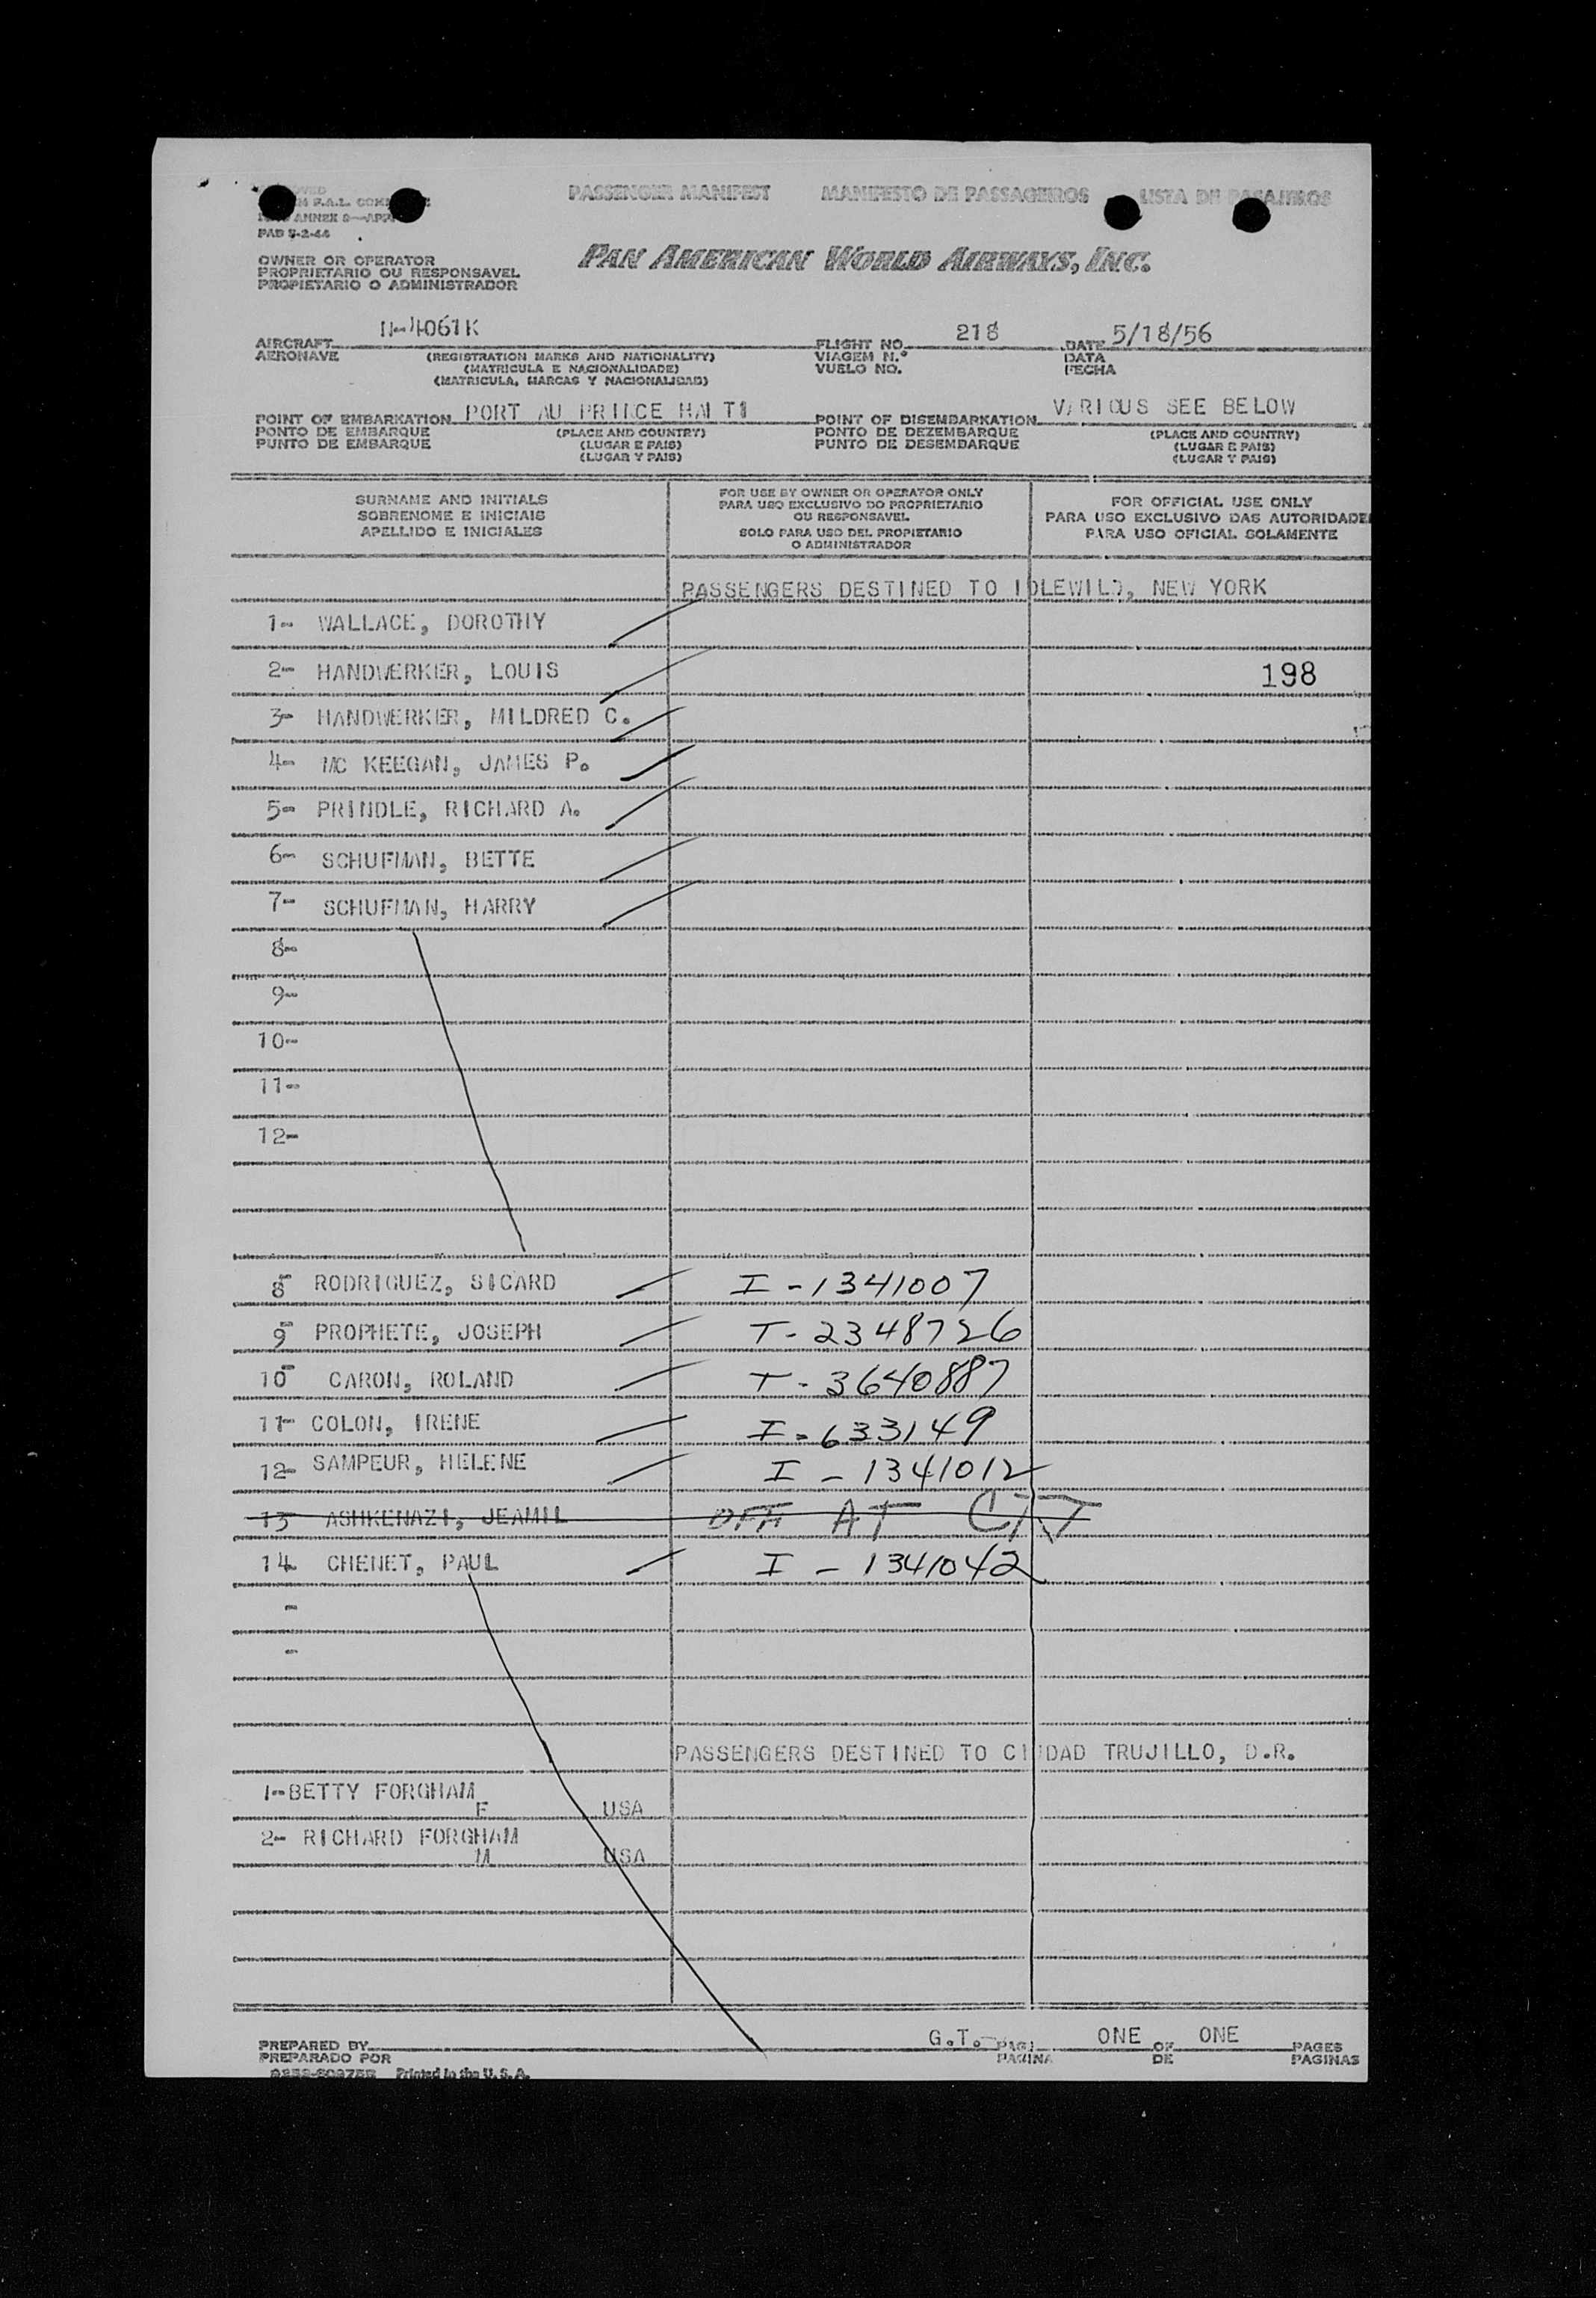 PASSENGER MANIFEST MANIFESTO DE PASSAGEIROS LISTA DE PASAJEROS
F.A.L.
ANNEX 9—
PAD 9-2-44
OWNER OR OPERATOR
PROPRIETARIO OU RESPONSAVEL
PROPIETARIO O ADMINISTRADOR
PAN AMERICAN WORLD AIRWAYS, INC.
AIRCRAFT N-4061K FLIGHT NO. 218 DATE 5/18/56
AERONAVE (REGISTRATION MARKS AND NATIONALITY) VIAGEM N.° DATA
(MATRICULA E NACIONALIDADE) VUELO NO. FECHA
(MATRICULA, MARCAS Y NACIONALIDAD)
POINT OF EMBARKATION PORT AU PRINCE HAITI POINT OF DISEMBARKATION VARIOUS SEE BELOW
PONTO DE EMBARQUE (PLACE AND COUNTRY) PONTO DE DEZEMBARQUE (PLACE AND COUNTRY)
PUNTO DE EMBARQUE (LUGAR E PAIS) PUNTO DE DESEMBARQUE (LUGAR E PAIS)
(LUGAR Y PAIS) (LUGAR Y PAIS)
SURNAME AND INITIALS
SOBRENOME E INICIAIS
APELLIDO E INICIALES
FOR USE BY OWNER OR OPERATOR ONLY
PARA USO EXCLUSIVO DO PROPRIETARIO
OU RESPONSAVEL
SOLO PARA USO DEL PROPIETARIO
O ADMINISTRADOR
FOR OFFICIAL USE ONLY
PARA USO EXCLUSIVO DAS AUTORIDADE
PARA USO OFICIAL SOLAMENTE
PASSENGERS DESTINED TO IDLEWILD, NEW YORK
1- WALLACE, DOROTHY
2- HANDWERKER, LOUIS 198
3- HANDWERKER, MILDRED C.
4- MC KEEGAN, JAMES P.
5- PRINDLE, RICHARD A.
6- SCHUFMAN, BETTE
7- SCHUFMAN, HARRY
8-
9-
10-
11-
12-
8- RODRIGUEZ, SICARD I-1341007
9- PROPHETE, JOSEPH T-2348726
10- CARON, ROLAND T-3640887
11- COLON, IRENE I-633149
12- SAMPEUR, HELENE I-1341012
13 ASHKENAZI, JEAMIL OFF AT
14 CHENET, PAUL I-1341042
-
-
PASSENGERS DESTINED TO CIUDAD TRUJILLO, D.R.
1-BETTY FORGHAM
F USA
2- RICHARD FORGHAM
M USA
PREPARED BY G.T.- PAGE ONE OF ONE PAGES
PREPARADO POR PAGINA DE PAGINAS
Printed in the U.S.A.